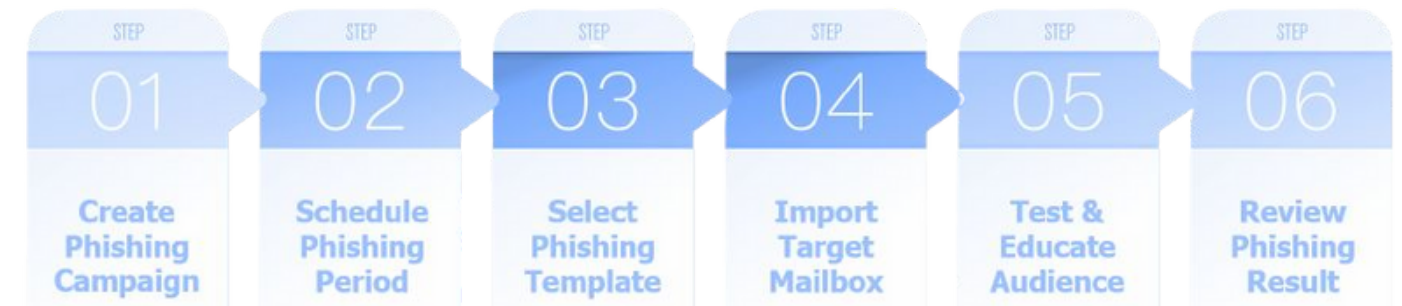 STEP
01
Create
Phishing
Campaign
STEP
02
Schedule
Phishing
Period
STEP
03
Select
Phishing
Template
STEP
04
Import
Target
Mailbox
STEP
05
Test &
Educate
Audience
STEP
06
Review
Phishing
Result